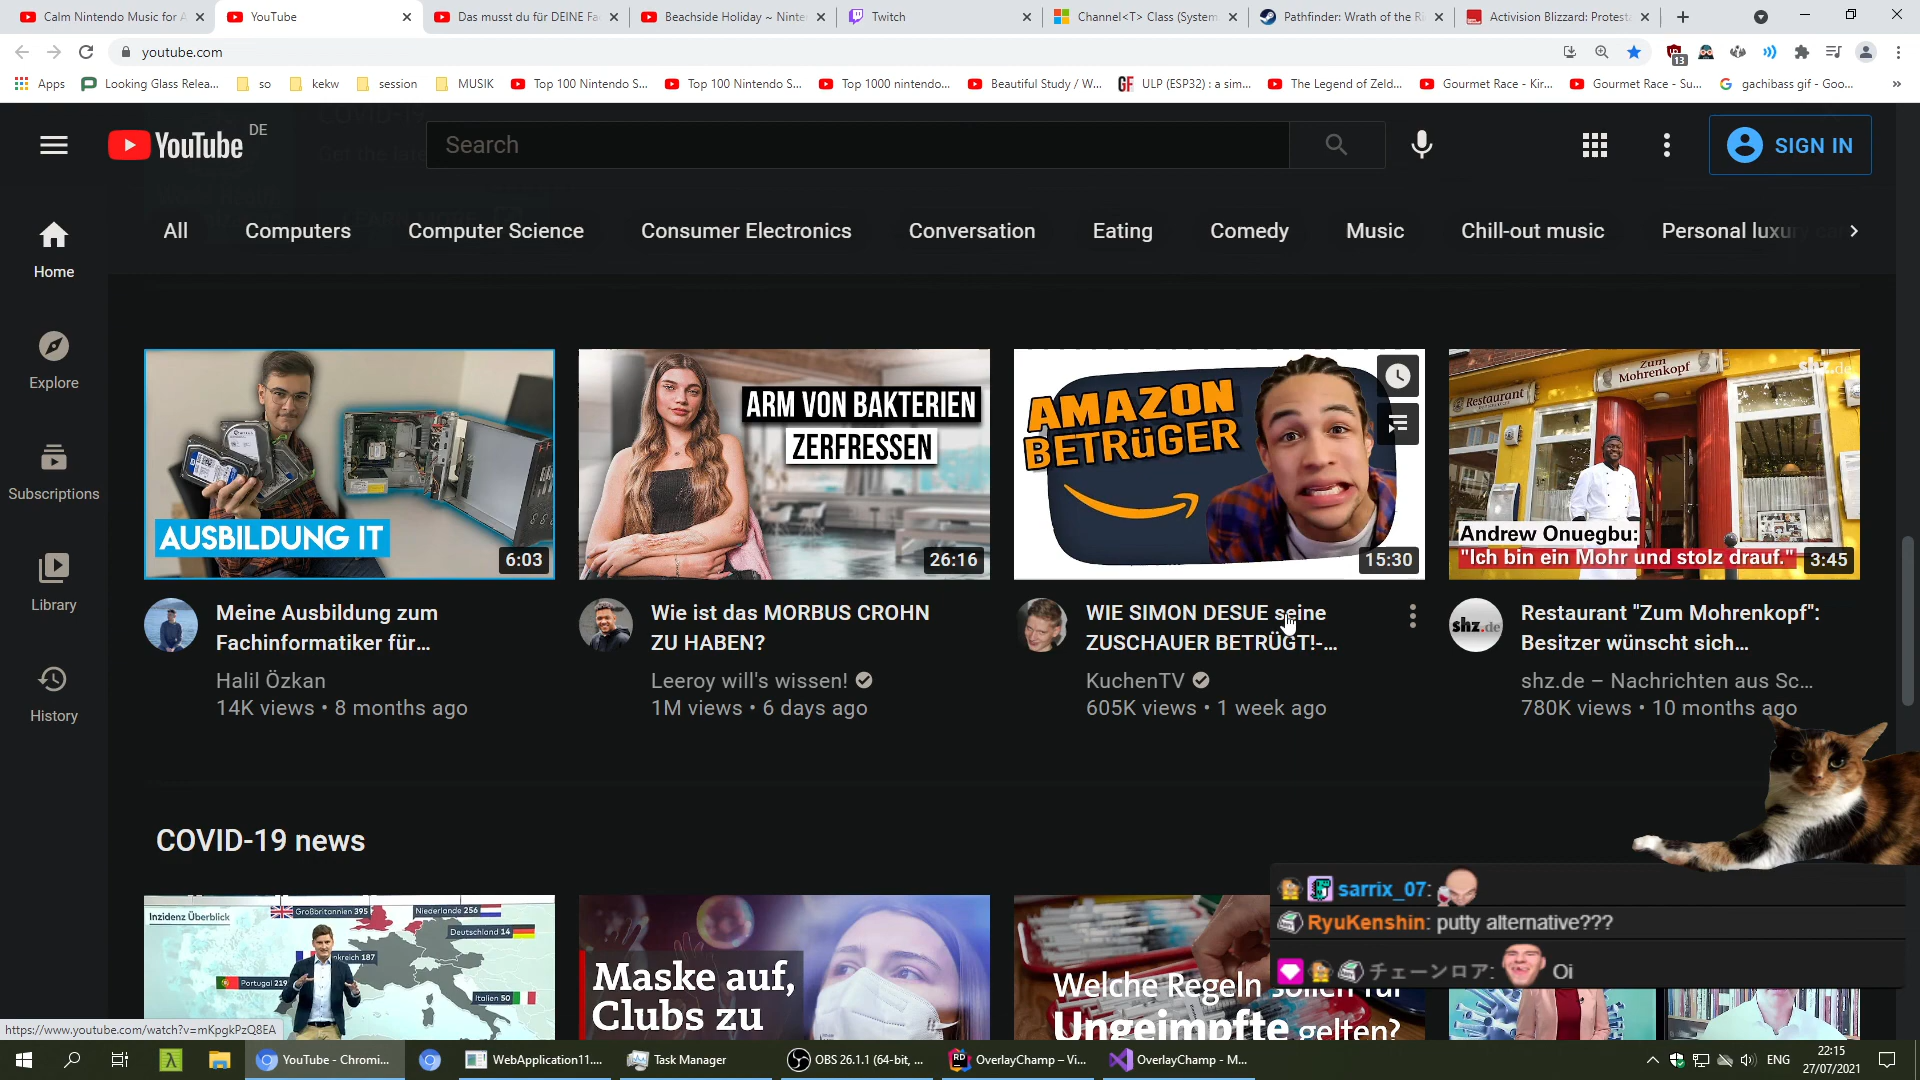 Calm Nintendo Music for A
YouTube
Das musst du für DEINE Fa
Beachside Holiday ~ Ninte
Twitch
Channel<T> Class (System
Pathfinder: Wrath of the Ri
Activision Blizzard: Protest
youtube.com
13
Apps
Looking Glass Relea...
so
kekw
session
MUSIK
Top 100 Nintendo S...
Top 100 Nintendo S...
Top 1000 nintendo...
Beautiful Study / W...
ULP (ESP32) : a sim...
The Legend of Zeld...
Gourmet Race - Kir...
Gourmet Race - Su...
gachibass gif - Goo...
YouTube DE
Search
SIGN IN
All
Computers
Computer Science
Consumer Electronics
Conversation
Eating
Comedy
Music
Chill-out music
Personal luxury
Home
Explore
Subscriptions
Library
History
AUSBILDUNG IT
6:03
ARM VON BAKTERIEN
ZERFRESSEN
26:16
AMAZON
BETRüGER
15:30
Restaurant
Zum
Mohrenkopf
shz.de
Andrew Onuegbu:
"Ich bin ein Mohr und stolz drauf."
3:45
Meine Ausbildung zum
Fachinformatiker für...
Halil Özkan
14K views • 8 months ago
Wie ist das MORBUS CROHN
ZU HABEN?
Leeroy will's wissen!
1M views • 6 days ago
WIE SIMON DESUE seine
ZUSCHAUER BETRÜGT!-...
KuchenTV
605K views • 1 week ago
shz.de
Restaurant "Zum Mohrenkopf":
Besitzer wünscht sich...
shz.de – Nachrichten aus Sc...
780K views • 10 months ago
COVID-19 news
Inzidenz Überblick
Großbritannien 395
Niederlande 256
Deutschland 14
nkreich 187
Portugal 219
Italien 50
Maske auf,
Clubs zu
Welche Regeln sollen für
Ungeimpfte gelten?
sarrix_07:
RyuKenshin: putty alternative???
チェーンロア: Oi
https://www.youtube.com/watch?v=mKpgkPzQ8EA
YouTube - Chromi...
WebApplication11....
Task Manager
OBS 26.1.1 (64-bit, ...
OverlayChamp – Vi...
OverlayChamp - M...
ENG
22:15
27/07/2021